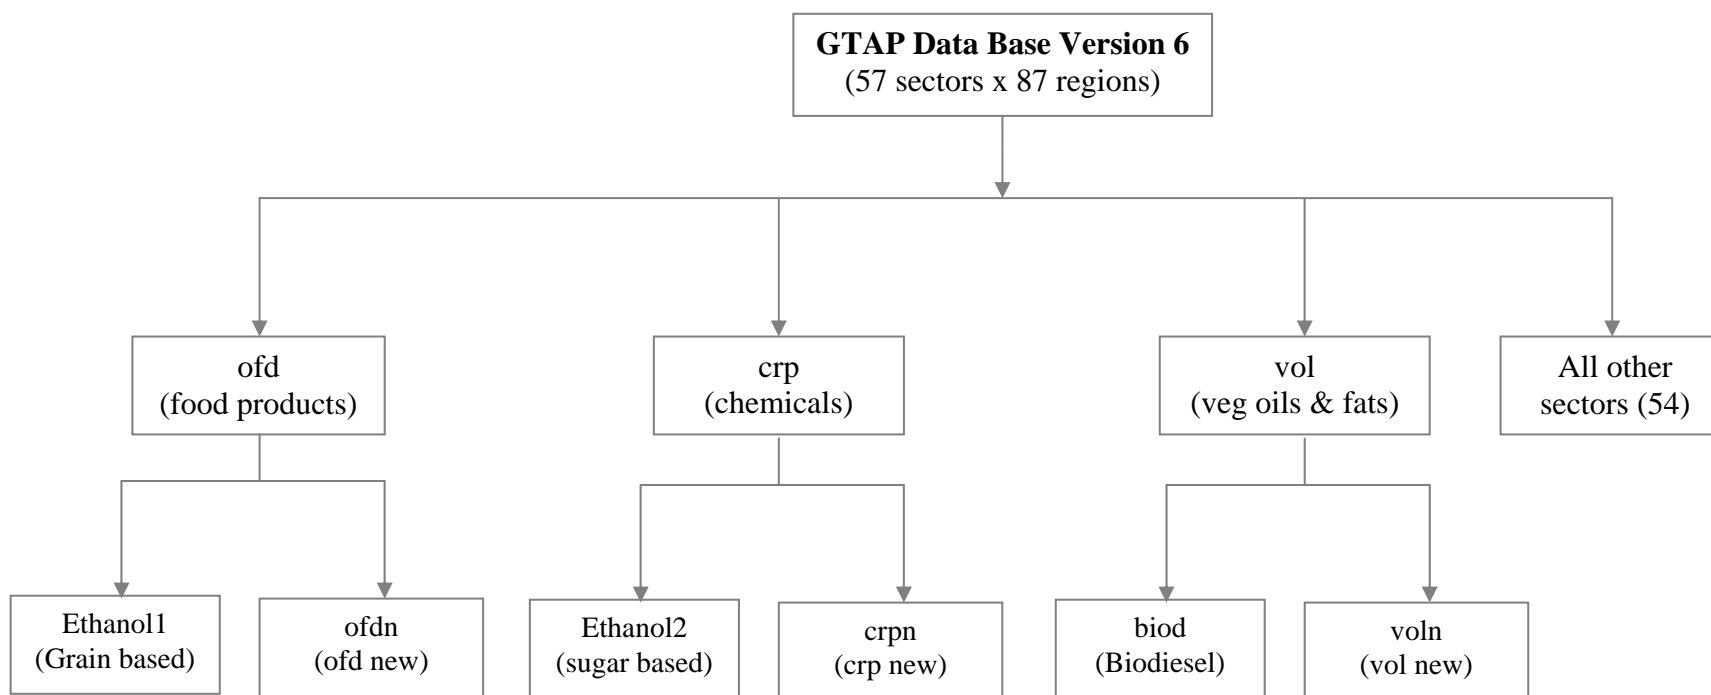 GTAP Data Base Version 6
(57 sectors x 87 regions)
ofd
(food products)
crp
(chemicals)
vol
(veg oils & fats)
All other
sectors (54)
Ethanol1
(Grain based)
ofdn
(ofd new)
Ethanol2
(sugar based)
crpn
(crp new)
biod
(Biodiesel)
voln
(vol new)